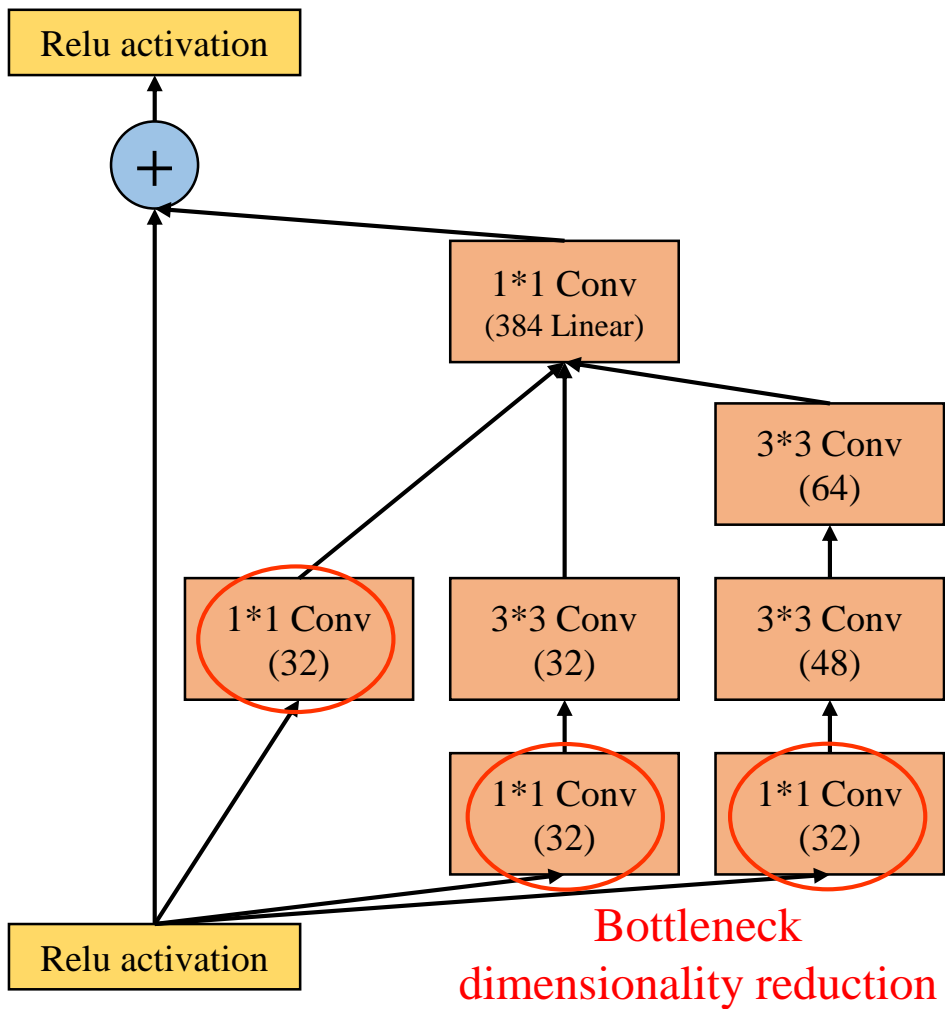 Relu activation
+
1*1 Conv
(384 Linear)
3*3 Conv
(64)
1*1 Conv
(32)
3*3 Conv
(32)
3*3 Conv
(48)
1*1 Conv
(32)
1*1 Conv
(32)
Relu activation
Bottleneck
dimensionality reduction